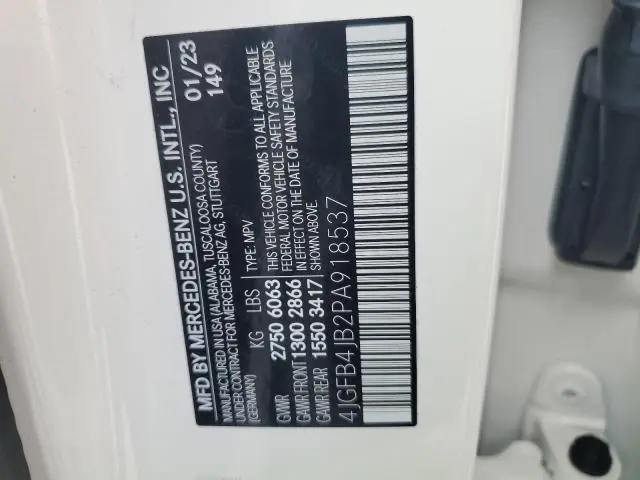 MFD BY MERCEDES-BENZ U.S. INTL., INC
MANUFACTURED IN USA (ALABAMA, TUSCALOOSA COUNTY) 01/23
UNDER CONTRACT FOR MERCEDES-BENZ AG, STUTTGART 149
(GERMANY)
KG LBS TYPE: MPV
GVWR 2750 6063 THIS VEHICLE CONFORMS TO ALL APPLICABLE
FEDERAL MOTOR VEHICLE SAFETY STANDARDS
GAWR FRONT 1300 2866 IN EFFECT ON THE DATE OF MANUFACTURE
GAWR REAR 1550 3417 SHOWN ABOVE.
4JGFB4JB2PA918537